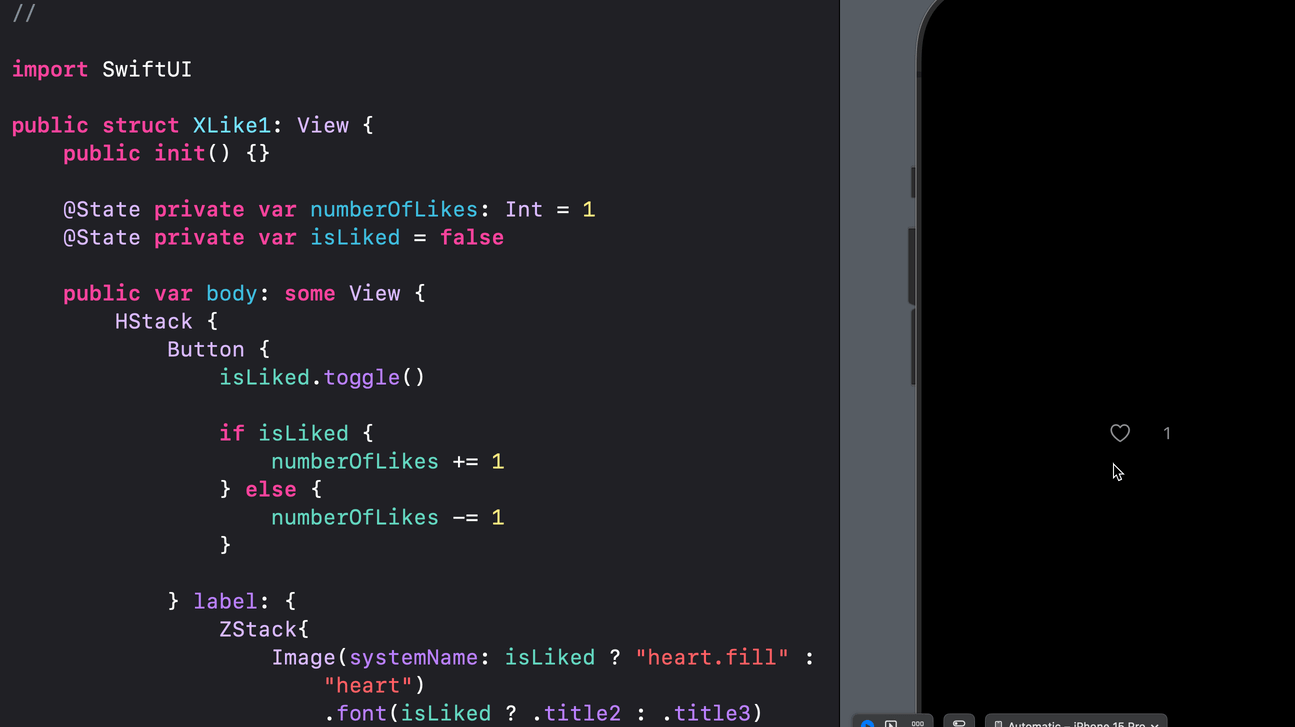 //
import SwiftUI
public struct XLike1: View {
public init() {}
@State private var numberOfLikes: Int = 1
@State private var isLiked = false
public var body: some View {
HStack {
Button {
isLiked.toggle()
if isLiked {
numberOfLikes += 1
} else {
numberOfLikes -= 1
}
} label: {
ZStack{
Image(systemName: isLiked ? "heart.fill" :
"heart")
.font(isLiked ? .title2 : .title3)
1
Automatic – iPhone 15 Pro